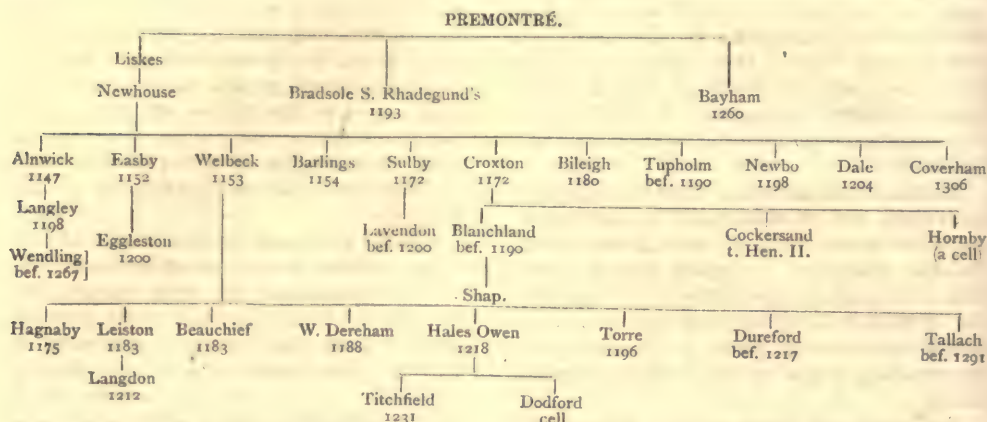 PREMONTRÉ.
Liskes
Newhouse
Bradsole S. Rhadegund's
1193
Bayham
1260
Alnwick
1147
Easby
1152
Welbeck
1153
Barlings
1154
Sulby
1172
Croxton
1172
Bileigh
1180
Tupholm
bef. 1190
Newbo
1198
Dale
1204
Coverham
1306
Langley
1198
Wendling]
bef. 1267]
Eggleston
1200
Lavendon
bef. 1200
Blanchland
bef. 1190
Cockersand
t. Hen. II.
Hornby
(a cell)
Shap.
Hagnaby
1175
Leiston
1183
Beauchief
1183
W. Dereham
1188
Hales Owen
1218
Torre
1196
Dureford
bef. 1217
Tallach
bef. 1291
Langdon
1212
Titchfield
1231
Dodford
cell